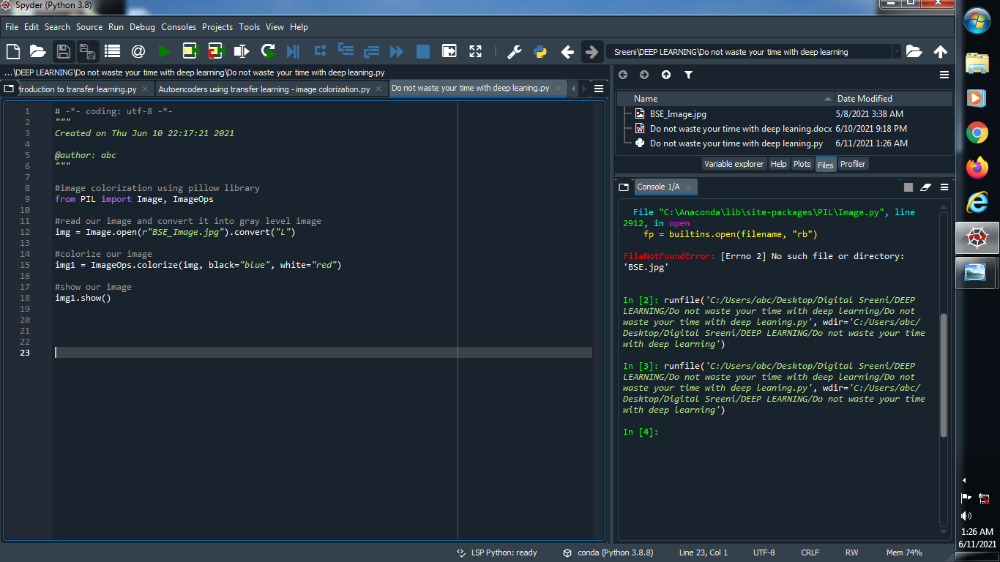 Spyder (Python 3.8)
File Edit Search Source Run Debug Consoles Projects Tools View Help
Sreeni\DEEP LEARNING\Do not waste your time with deep learning
...\DEEP LEARNING\Do not waste your time with deep learning\Do not waste your time with deep leaning.py
troduction to transfer learning.py
Autoencoders using transfer learning - image colorization.py
Do not waste your time with deep leaning.py
1 # -*- coding: utf-8 -*-
2 """
3 Created on Thu Jun 10 22:17:21 2021
4
5 @author: abc
6 """
7
8 #image colorization using pillow library
9 from PIL import Image, ImageOps
10
11 #read our image and convert it into gray level image
12 img = Image.open(r"BSE_Image.jpg").convert("L")
13
14 #colorize our image
15 img1 = ImageOps.colorize(img, black="blue", white="red")
16
17 #show our image
18 img1.show()
19
20
21
22
23
Name Date Modified
BSE_Image.jpg 5/8/2021 3:38 AM
Do not waste your time with deep leaning.docx 6/10/2021 9:18 PM
Do not waste your time with deep leaning.py 6/11/2021 1:26 AM
Variable explorer Help Plots Files Profiler
Console 1/A
File "C:\Anaconda\lib\site-packages\PIL\Image.py", line
2912, in open
fp = builtins.open(filename, "rb")
FileNotFoundError: [Errno 2] No such file or directory:
'BSE.jpg'
In [2]: runfile('C:/Users/abc/Desktop/Digital Sreeni/DEEP
LEARNING/Do not waste your time with deep learning/Do not
waste your time with deep leaning.py', wdir='C:/Users/abc/
Desktop/Digital Sreeni/DEEP LEARNING/Do not waste your time
with deep learning')
In [3]: runfile('C:/Users/abc/Desktop/Digital Sreeni/DEEP
LEARNING/Do not waste your time with deep learning/Do not
waste your time with deep leaning.py', wdir='C:/Users/abc/
Desktop/Digital Sreeni/DEEP LEARNING/Do not waste your time
with deep learning')
In [4]:
LSP Python: ready conda (Python 3.8.8) Line 23, Col 1 UTF-8 CRLF RW Mem 74%
1:26 AM
6/11/2021